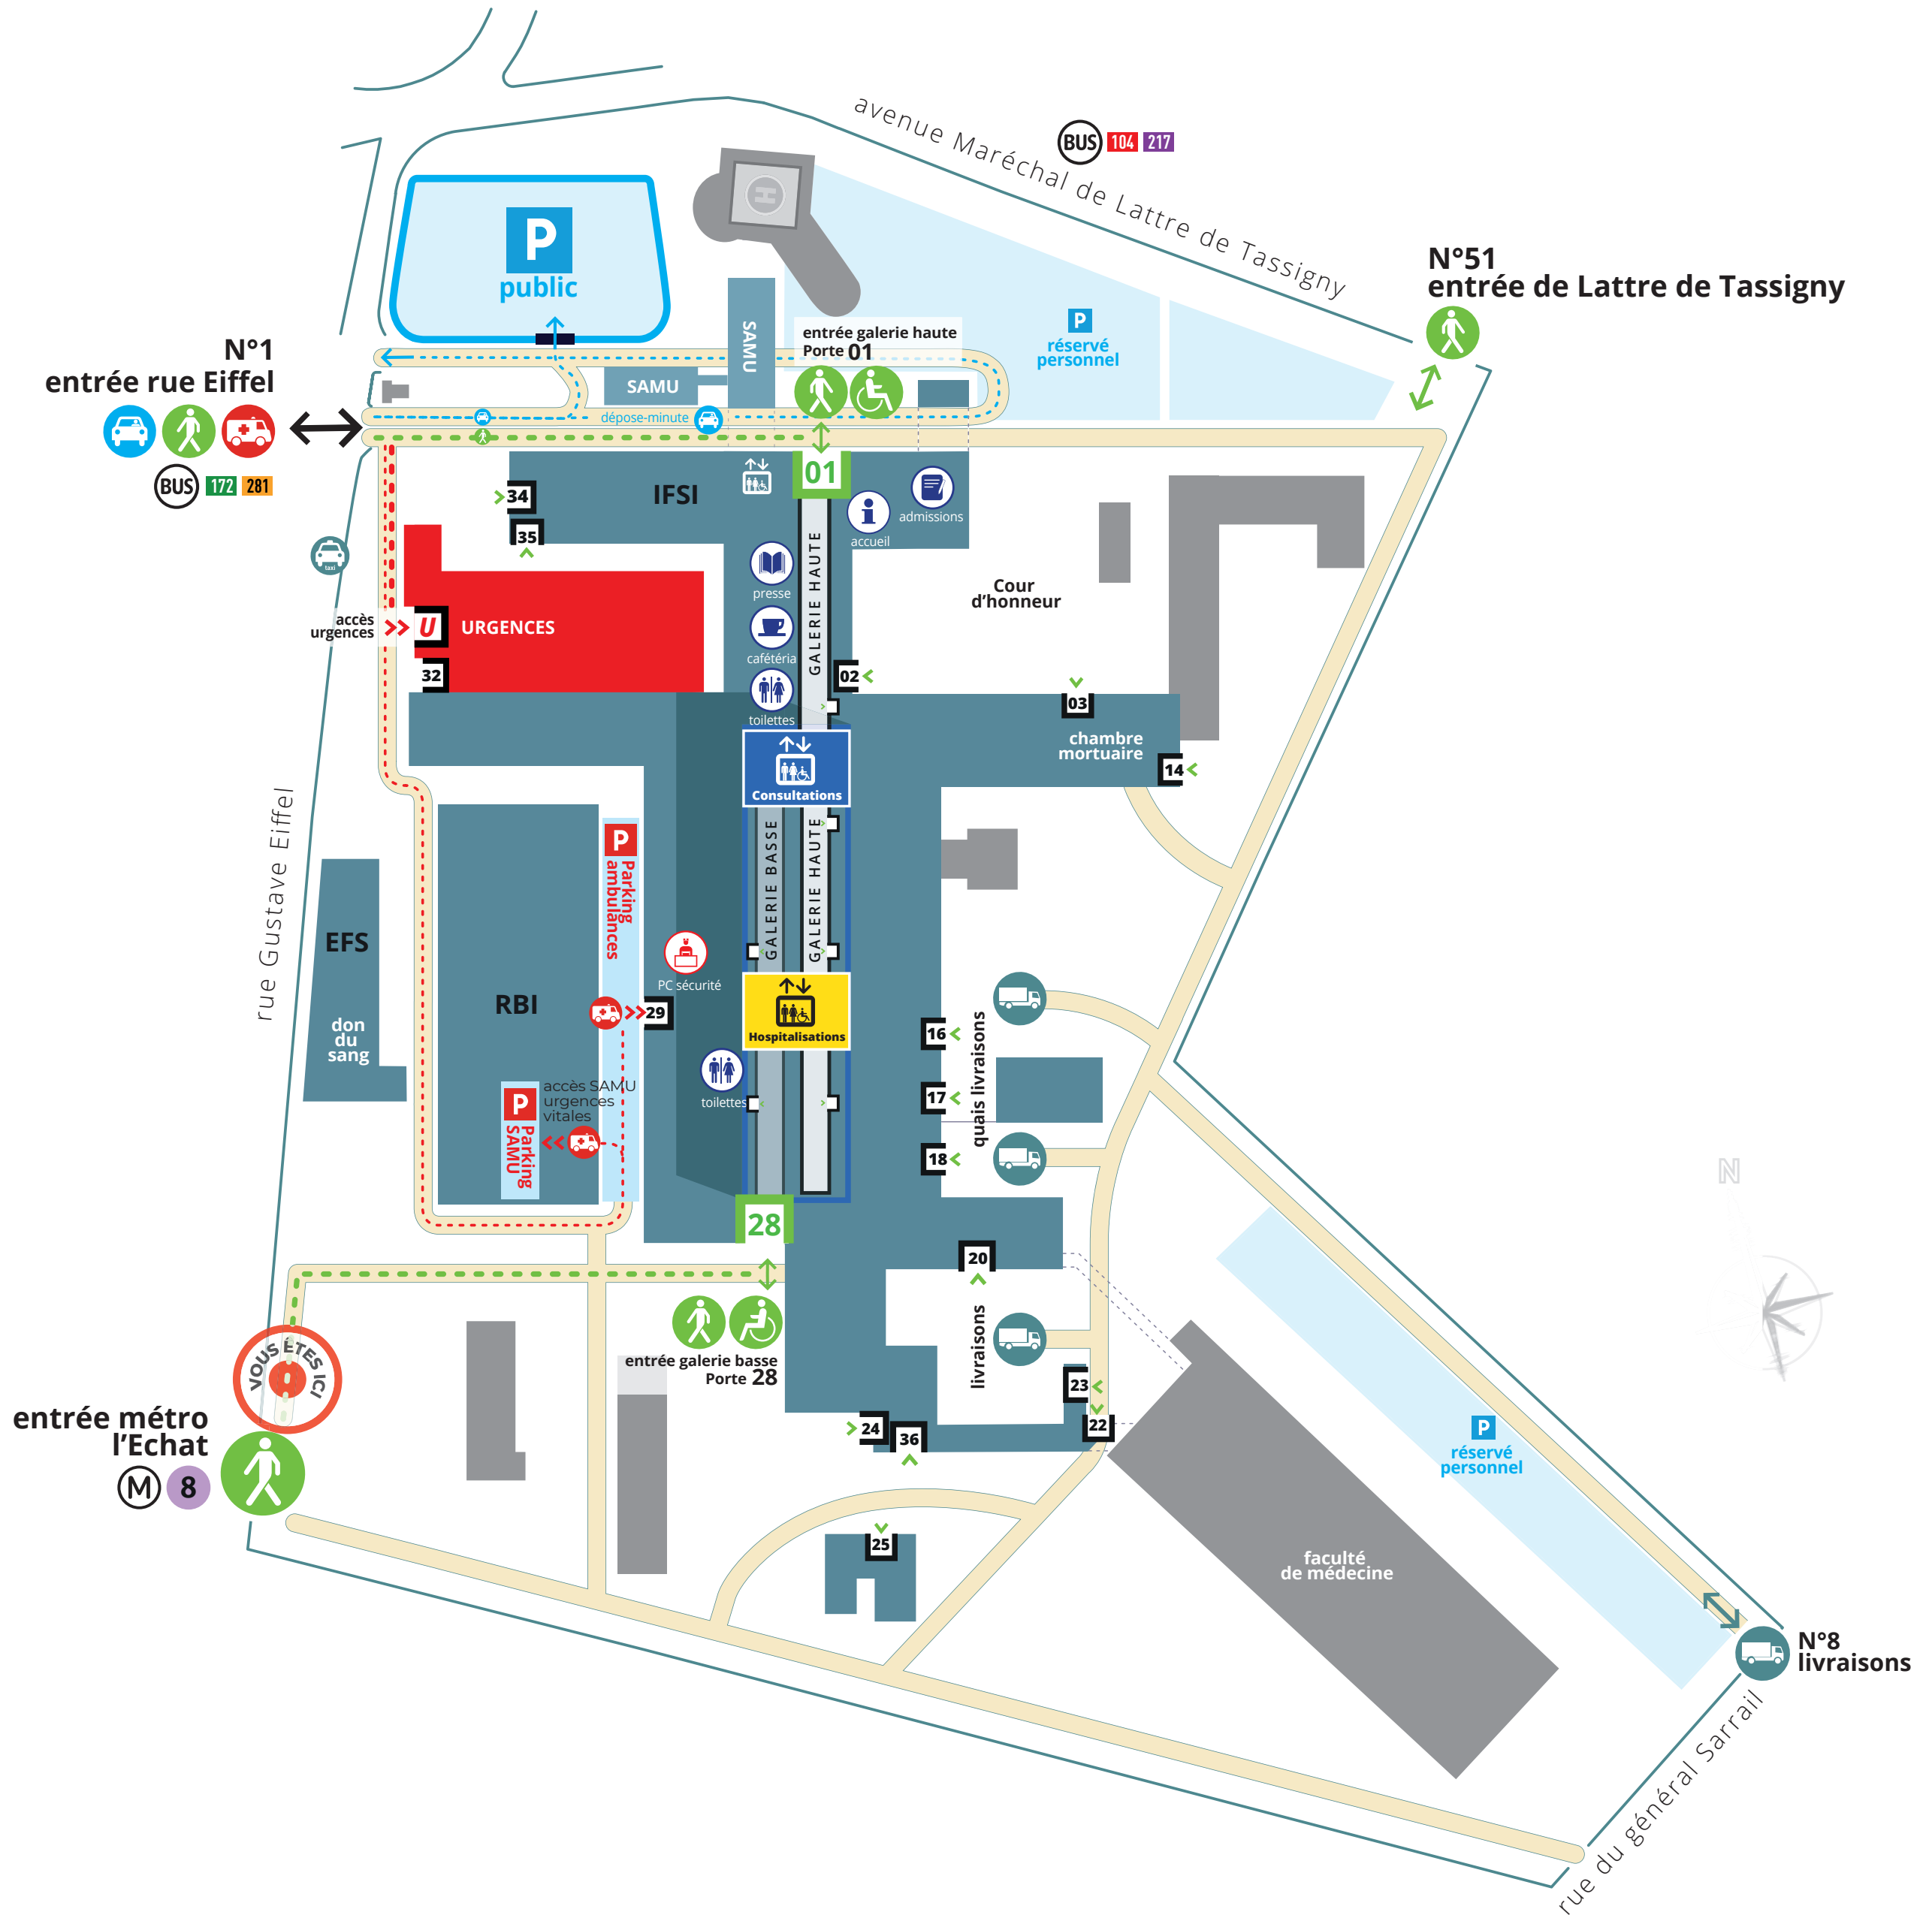 avenue Maréchal de Lattre de Tassigny
BUS 104 217
N°51
entrée de Lattre de Tassigny
P
public
H
SAMU
SAMU
entrée galerie haute
Porte 01
P
réservé
personnel
N°1
entrée rue Eiffel
BUS 172 281
dépose-minute
01
IFSI
34
35
accueil
admissions
taxi
accès
urgences
U
URGENCES
32
presse
cafétéria
toilettes
GALERIE HAUTE
02
Cour
d'honneur
03
chambre
mortuaire
14
Consultations
GALERIE BASSE
GALERIE HAUTE
P
Parking
ambulances
rue Gustave Eiffel
EFS
don
du
sang
RBI
PC sécurité
29
Hospitalisations
toilettes
accès SAMU
urgences
vitales
P
Parking
SAMU
16
17
18
quais livraisons
N
28
20
livraisons
entrée galerie basse
Porte 28
VOUS ÊTES ICI
entrée métro
l'Echat
M 8
23
22
24
36
25
P
réservé
personnel
faculté
de médecine
N°8
livraisons
rue du général Sarrail